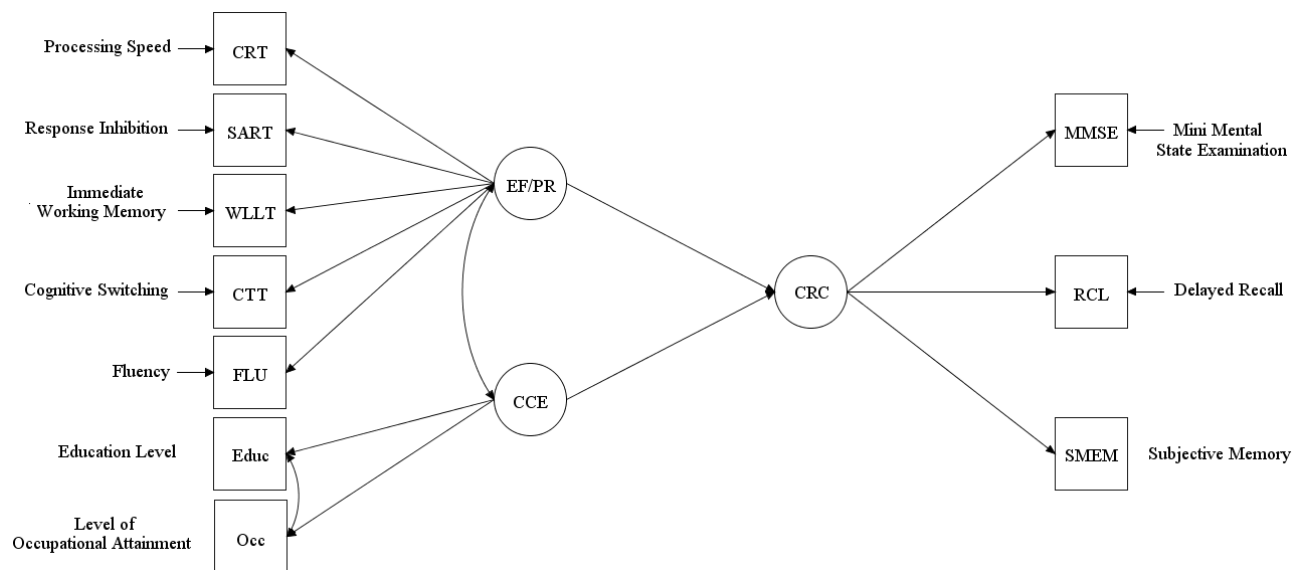 Processing Speed
CRT
Response Inhibition
SART
Immediate
Working Memory
WLLT
Cognitive Switching
CTT
Fluency
FLU
Education Level
Educ
Level of
Occupational Attainment
Occ
EF/PR
CCE
CRC
MMSE
Mini Mental
State Examination
RCL
Delayed Recall
SMEM
Subjective Memory